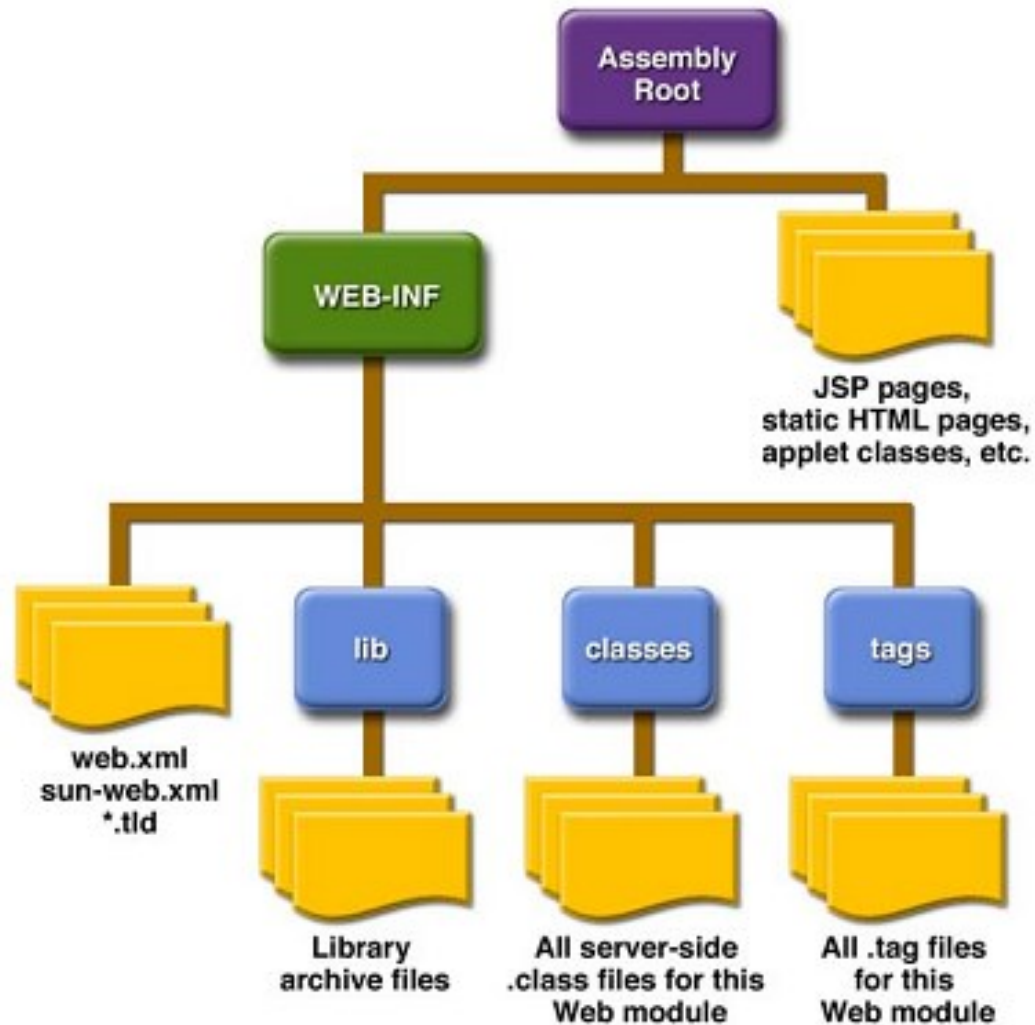 Assembly
Root
WEB-INF
JSP pages,
static HTML pages,
applet classes, etc.
lib
classes
tags
web.xml
sun-web.xml
*.tld
Library
archive files
All server-side
.class files for this
Web module
All .tag files
for this
Web module